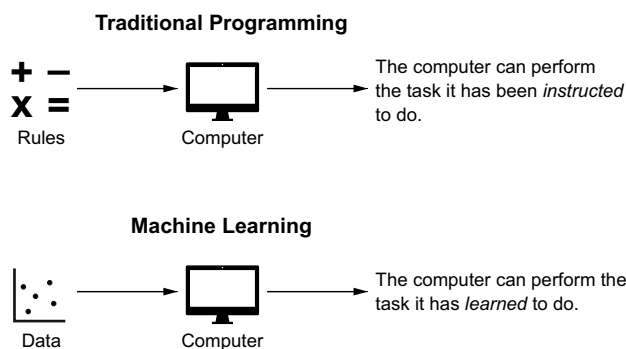 Traditional Programming
+ −
x =
Rules
Computer
The computer can perform
the task it has been instructed
to do.
Machine Learning
Data
Computer
The computer can perform the
task it has learned to do.